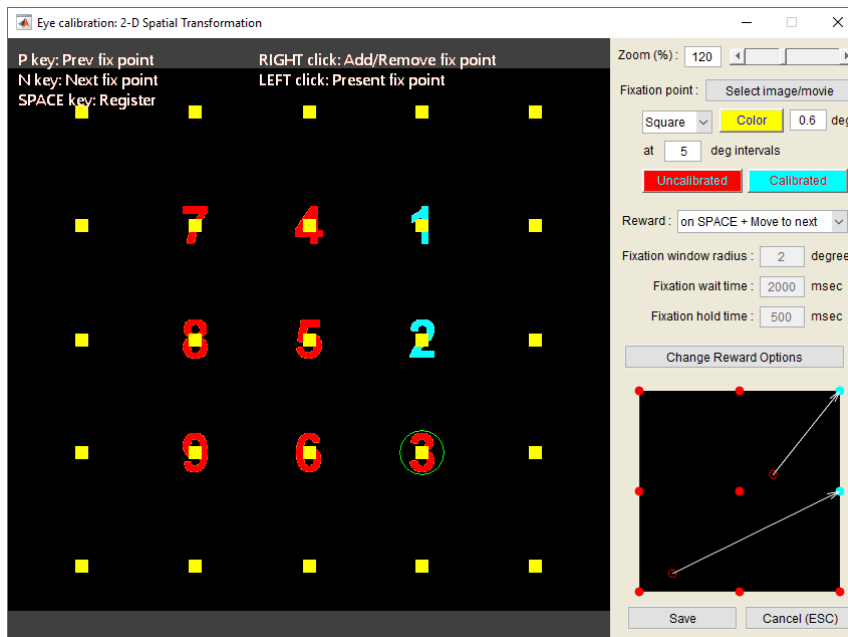 Eye calibration: 2-D Spatial Transformation
P key: Prev fix point
RIGHT click: Add/Remove fix point
N key: Next fix point
LEFT click: Present fix point
SPACE key: Register
7 4 1
8 5 2
9 6 3
Zoom (%) : 120
Fixation point : Select image/movie
Square Color 0.6 deg
at 5 deg intervals
Uncalibrated Calibrated
Reward : on SPACE + Move to next
Fixation window radius : 2 degree
Fixation wait time : 2000 msec
Fixation hold time : 500 msec
Change Reward Options
Save Cancel (ESC)